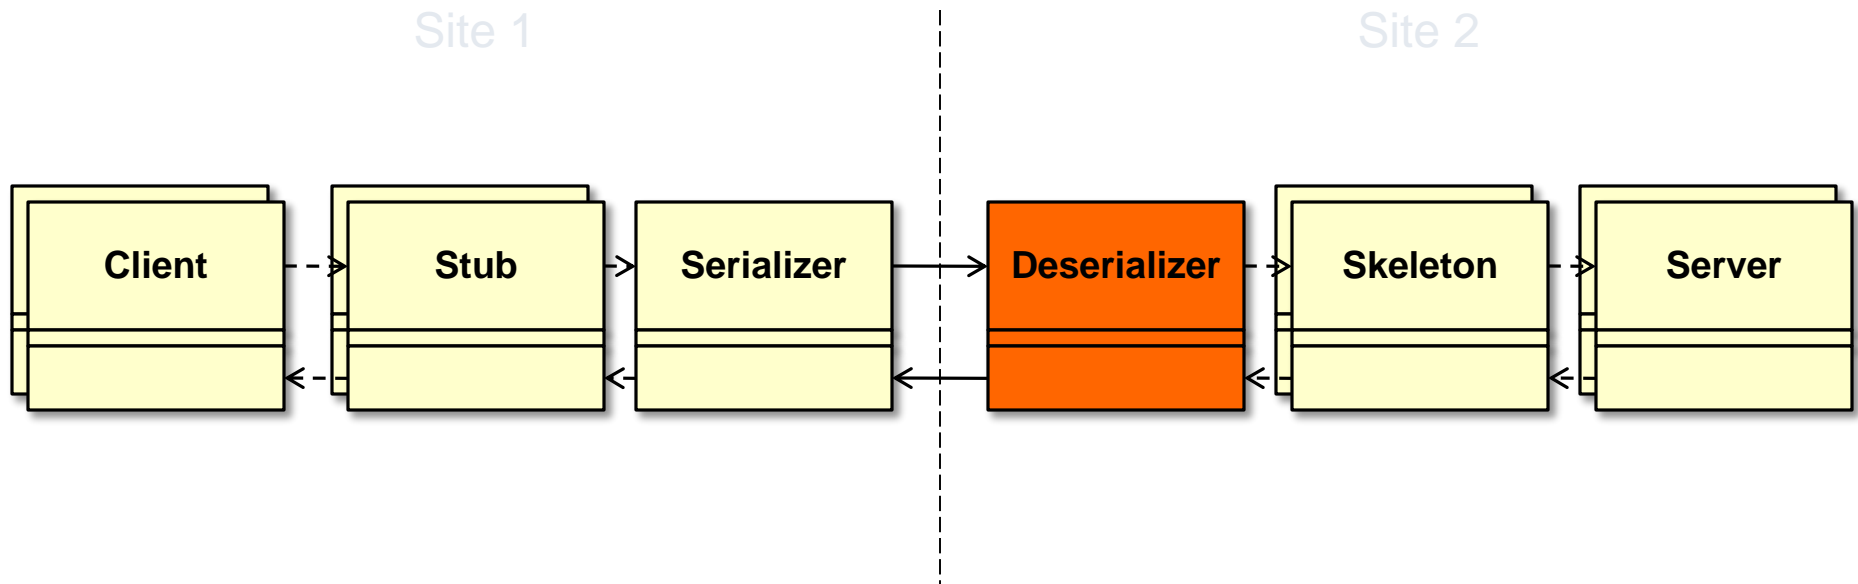 Site 1
Site 2
Client
Stub
Serializer
Deserializer
Skeleton
Server